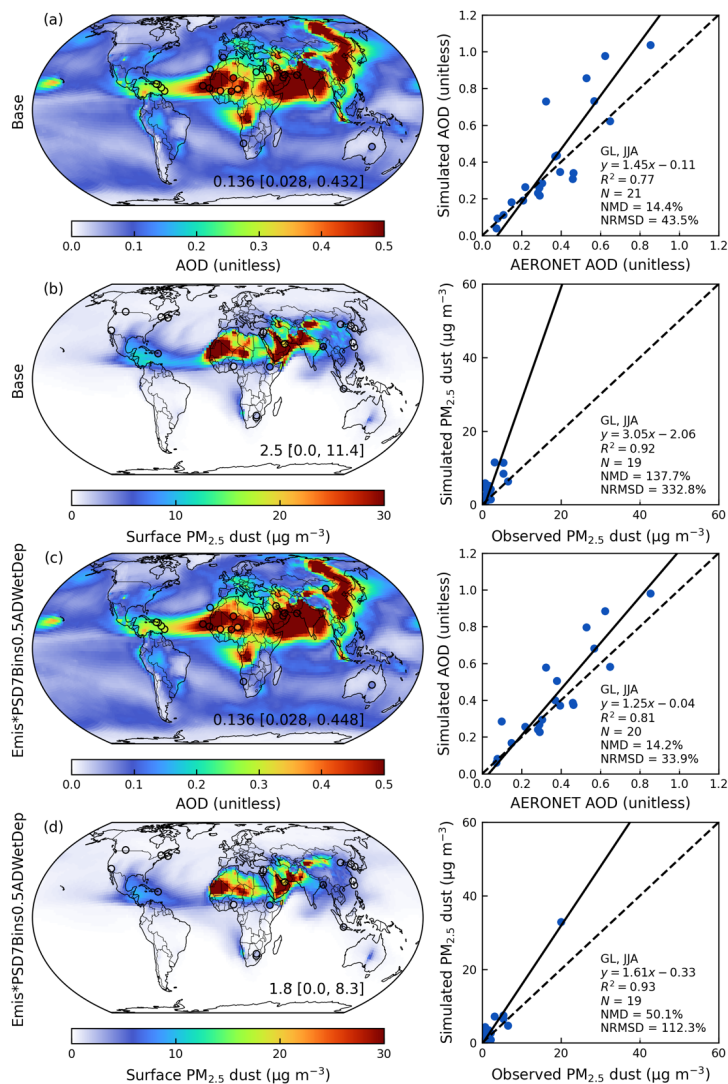 (a)
Base
0.136 [0.028, 0.432]
0.0 0.1 0.2 0.3 0.4 0.5
AOD (unitless)
Simulated AOD (unitless)
1.2
1.0
0.8
0.6
0.4
0.2
0.0
GL, JJA
y = 1.45x − 0.11
R² = 0.77
N = 21
NMD = 14.4%
NRMSD = 43.5%
0.0 0.2 0.4 0.6 0.8 1.0 1.2
AERONET AOD (unitless)
(b)
Base
2.5 [0.0, 11.4]
0 10 20 30
Surface PM₂.₅ dust (μg m⁻³)
Simulated PM₂.₅ dust (μg m⁻³)
60
40
20
0
GL, JJA
y = 3.05x − 2.06
R² = 0.92
N = 19
NMD = 137.7%
NRMSD = 332.8%
0 20 40 60
Observed PM₂.₅ dust (μg m⁻³)
(c)
Emis*PSD7Bins0.5ADWetDep
0.136 [0.028, 0.448]
0.0 0.1 0.2 0.3 0.4 0.5
AOD (unitless)
Simulated AOD (unitless)
1.2
1.0
0.8
0.6
0.4
0.2
0.0
GL, JJA
y = 1.25x − 0.04
R² = 0.81
N = 20
NMD = 14.2%
NRMSD = 33.9%
0.0 0.2 0.4 0.6 0.8 1.0 1.2
AERONET AOD (unitless)
(d)
Emis*PSD7Bins0.5ADWetDep
1.8 [0.0, 8.3]
0 10 20 30
Surface PM₂.₅ dust (μg m⁻³)
Simulated PM₂.₅ dust (μg m⁻³)
60
40
20
0
GL, JJA
y = 1.61x − 0.33
R² = 0.93
N = 19
NMD = 50.1%
NRMSD = 112.3%
0 20 40 60
Observed PM₂.₅ dust (μg m⁻³)